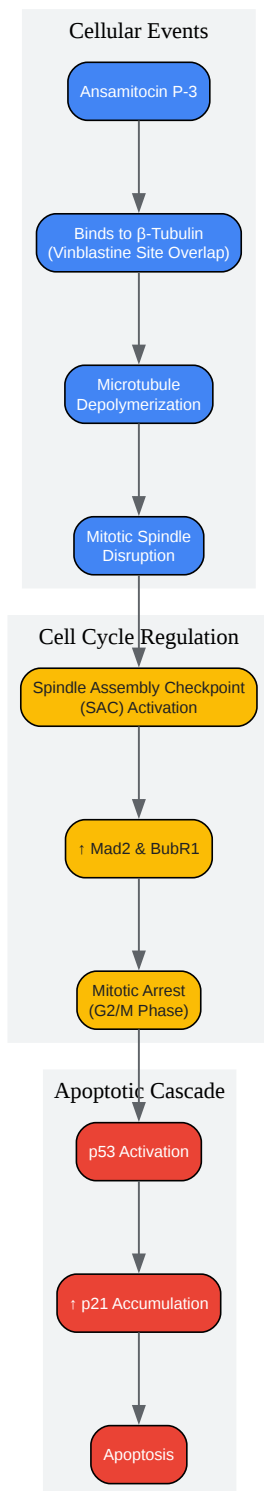 Cellular Events
Ansamitocin P-3
Binds to β-Tubulin
(Vinblastine Site Overlap)
Microtubule
Depolymerization
Mitotic Spindle
Disruption
Cell Cycle Regulation
Spindle Assembly Checkpoint
(SAC) Activation
↑ Mad2 & BubR1
Mitotic Arrest
(G2/M Phase)
Apoptotic Cascade
p53 Activation
↑ p21 Accumulation
Apoptosis